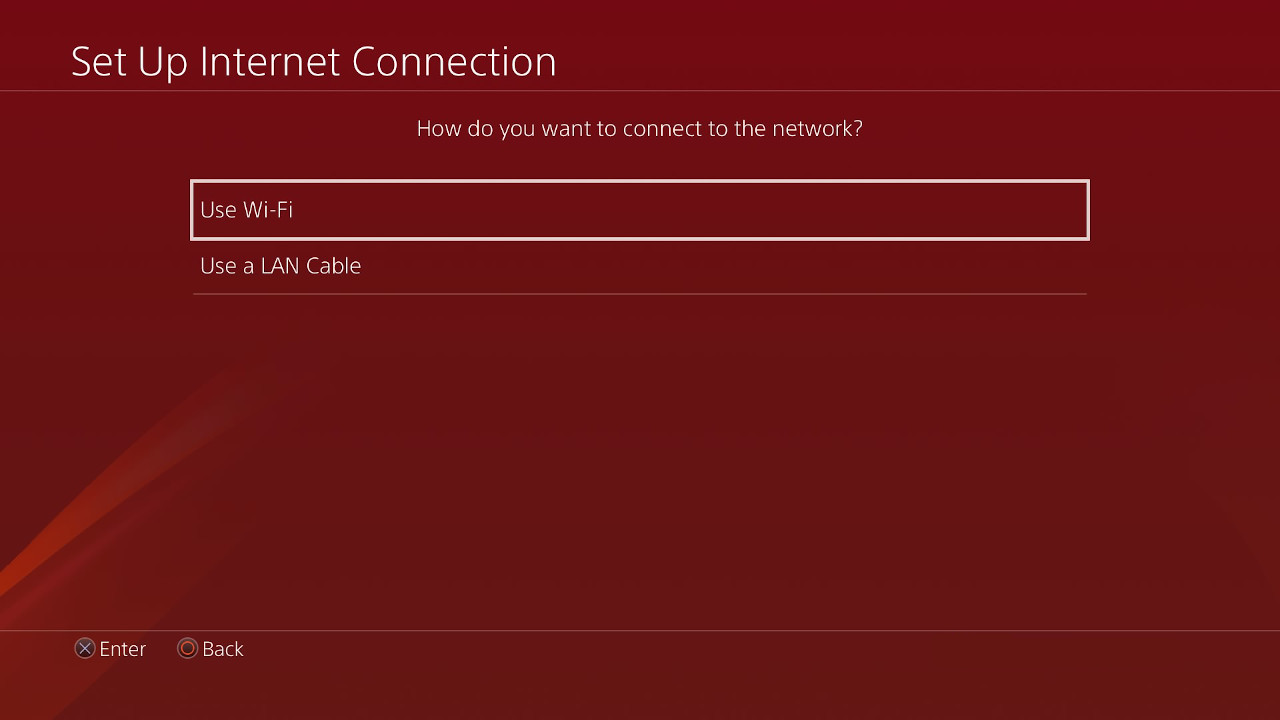 Set Up Internet Connection
How do you want to connect to the network?
Use Wi-Fi
Use a LAN Cable
Enter Back